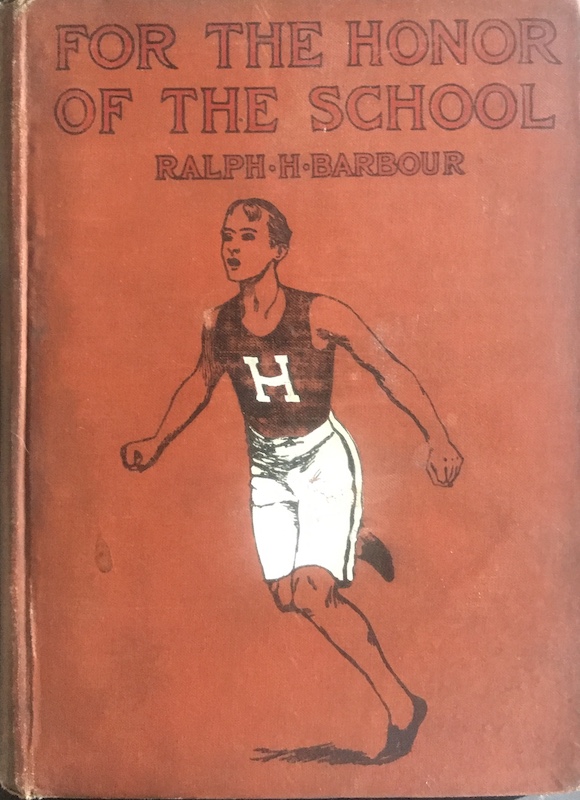 FOR THE HONOR
OF THE SCHOOL
RALPH·H·BARBOUR
H